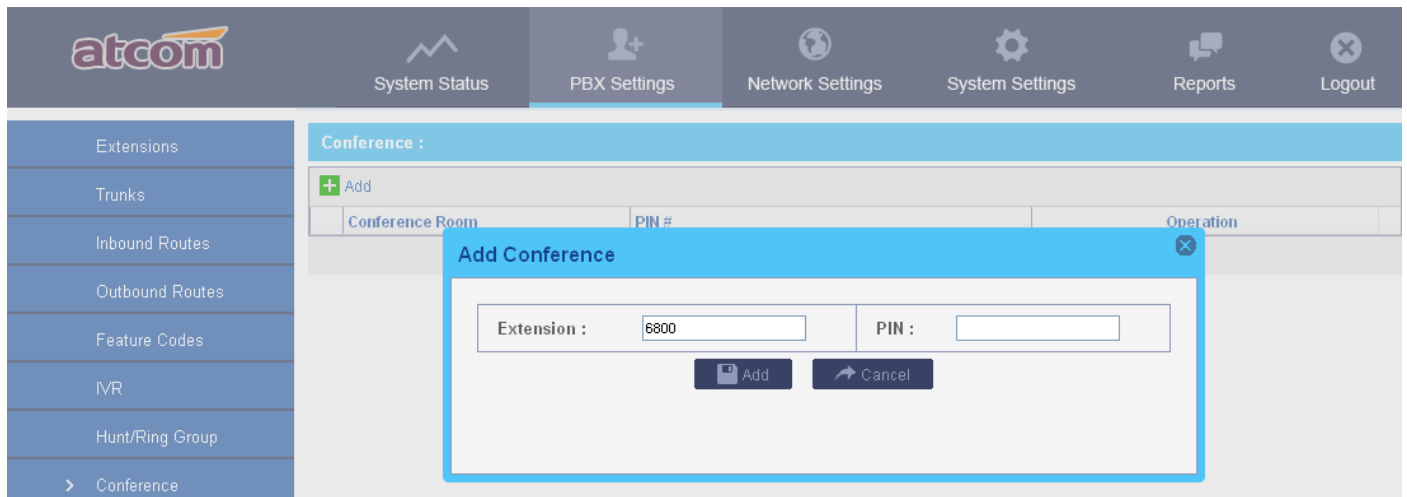 atcom
System Status
PBX Settings
Network Settings
System Settings
Reports
Logout
Extensions
Trunks
Inbound Routes
Outbound Routes
Feature Codes
IVR
Hunt/Ring Group
> Conference
Conference :
Add
Conference Room PIN # Operation
Add Conference
Extension : 6800 PIN :
Add Cancel